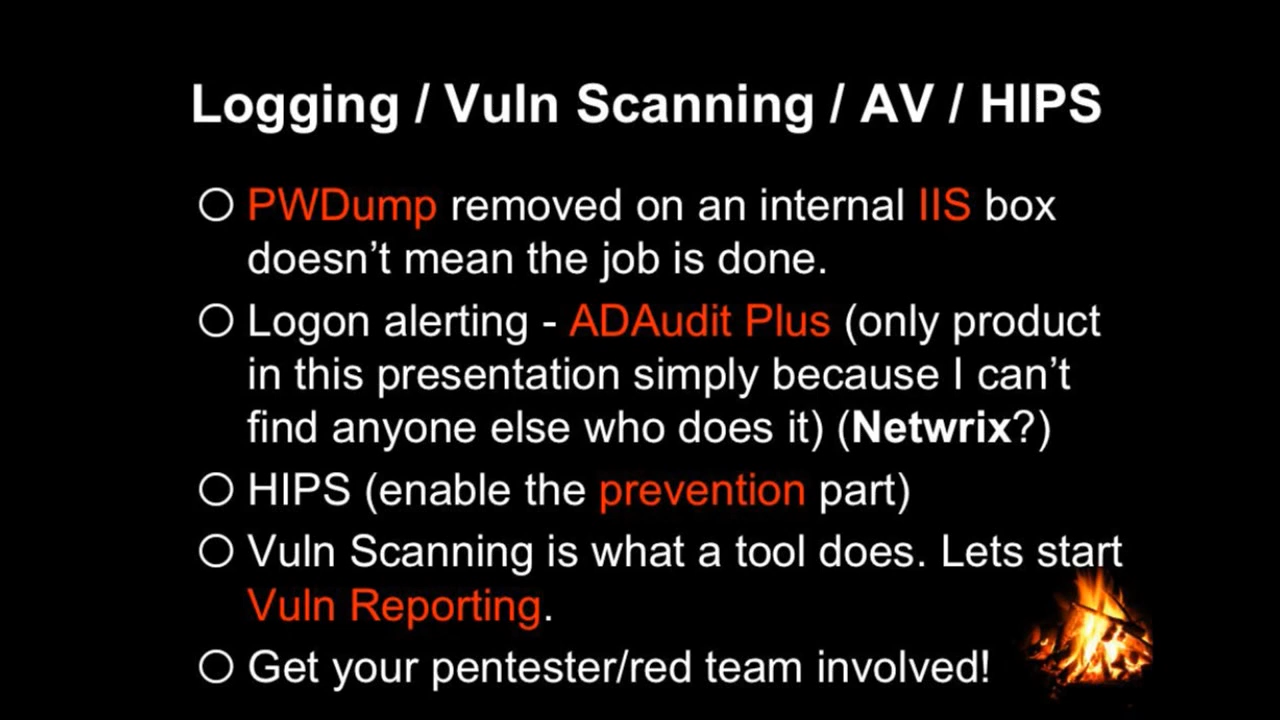 Logging / Vuln Scanning / AV / HIPS
PWDump removed on an internal IIS box
doesn’t mean the job is done.
Logon alerting - ADAudit Plus (only product
in this presentation simply because I can’t
find anyone else who does it) (Netwrix?)
HIPS (enable the prevention part)
Vuln Scanning is what a tool does. Lets start
Vuln Reporting.
Get your pentester/red team involved!